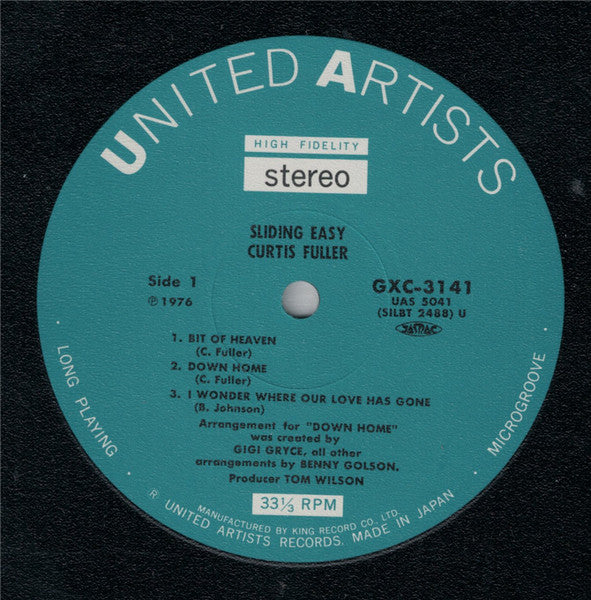 UNITED ARTISTS
HIGH FIDELITY
stereo
SLIDING EASY
CURTIS FULLER
Side 1
℗ 1976
GXC-3141
UAS 5041
(SILBT 2488) U
JASRAC
1. BIT OF HEAVEN
(C. Fuller)
2. DOWN HOME
(C. Fuller)
3. I WONDER WHERE OUR LOVE HAS GONE
(B. Johnson)
Arrangement for "DOWN HOME"
was created by
GIGI GRYCE, all other
arrangements by BENNY GOLSON.
Producer TOM WILSON
33⅓ RPM
· LONG PLAYING ·
· MICROGROOVE ·
MANUFACTURED BY KING RECORD CO., LTD.
® UNITED ARTISTS RECORDS. MADE IN JAPAN